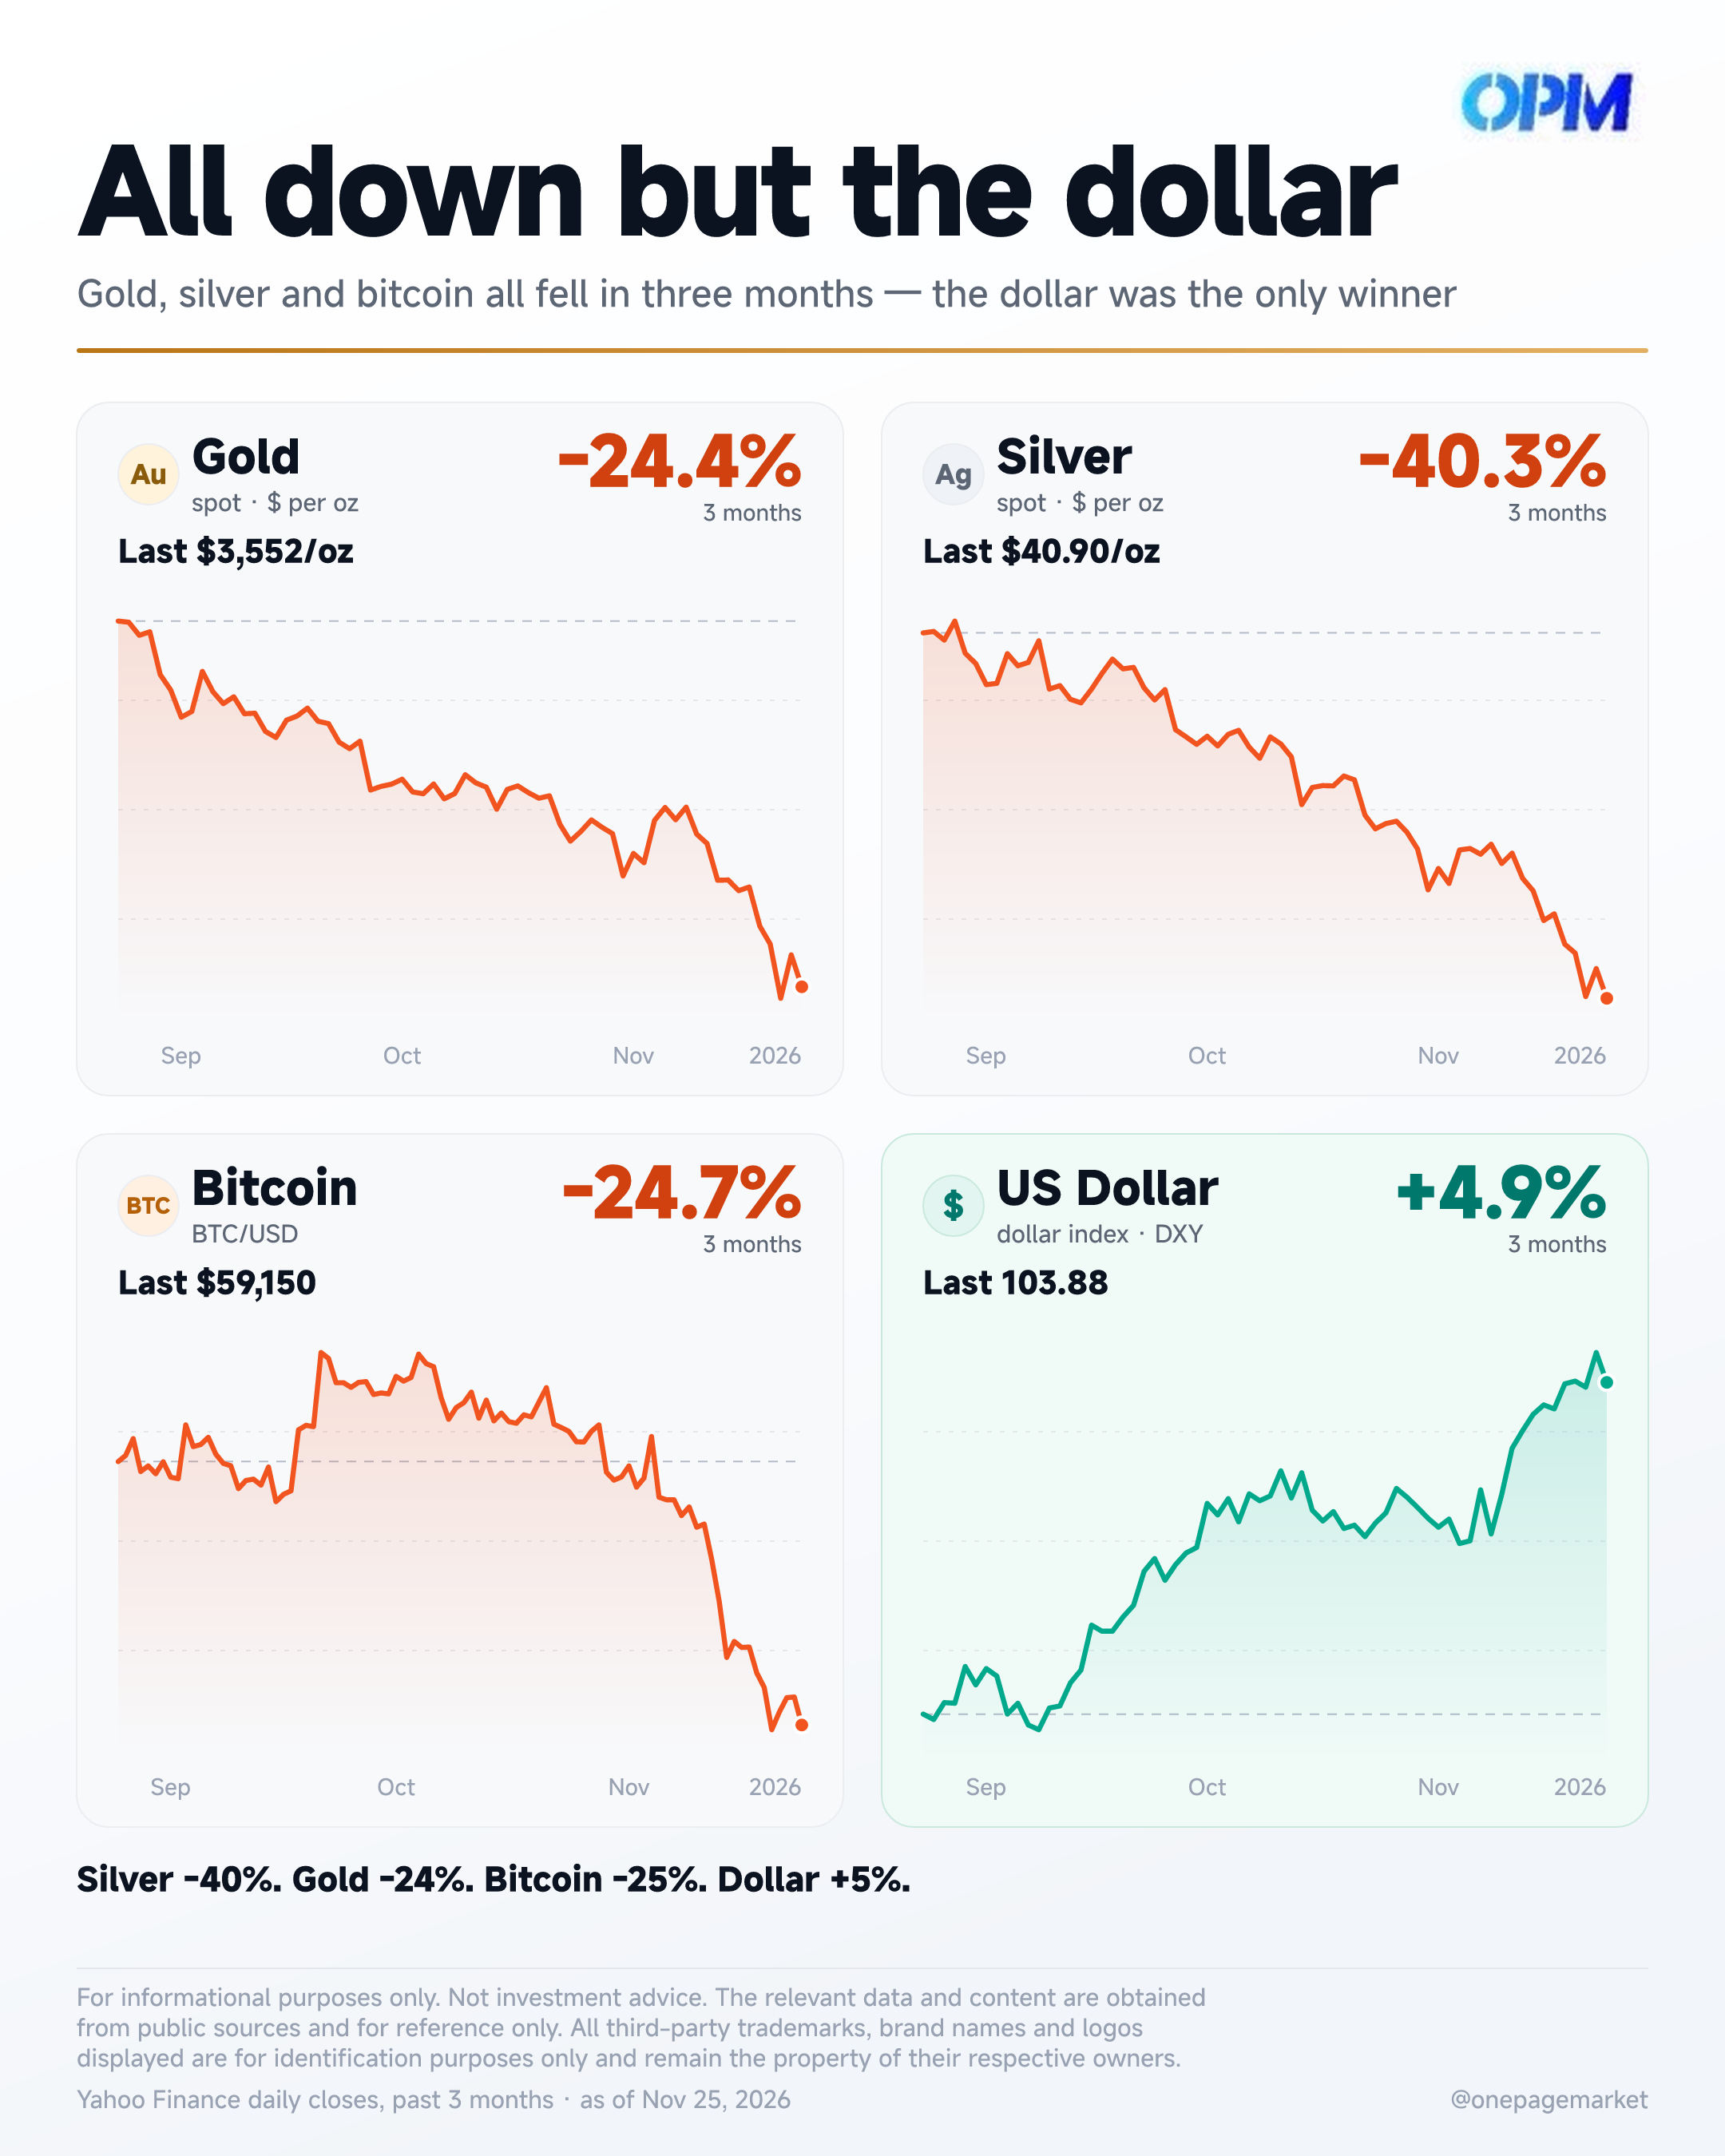 OPM
All down but the dollar
Gold, silver and bitcoin all fell in three months — the dollar was the only winner
Au
Gold
spot · $ per oz
−24.4%
3 months
Last $3,552/oz
Sep
Oct
Nov
2026
Ag
Silver
spot · $ per oz
−40.3%
3 months
Last $40.90/oz
Sep
Oct
Nov
2026
BTC
Bitcoin
BTC/USD
−24.7%
3 months
Last $59,150
Sep
Oct
Nov
2026
$
US Dollar
dollar index · DXY
+4.9%
3 months
Last 103.88
Sep
Oct
Nov
2026
Silver −40%. Gold −24%. Bitcoin −25%. Dollar +5%.
For informational purposes only. Not investment advice. The relevant data and content are obtained
from public sources and for reference only. All third-party trademarks, brand names and logos
displayed are for identification purposes only and remain the property of their respective owners.
Yahoo Finance daily closes, past 3 months · as of Nov 25, 2026
@onepagemarket